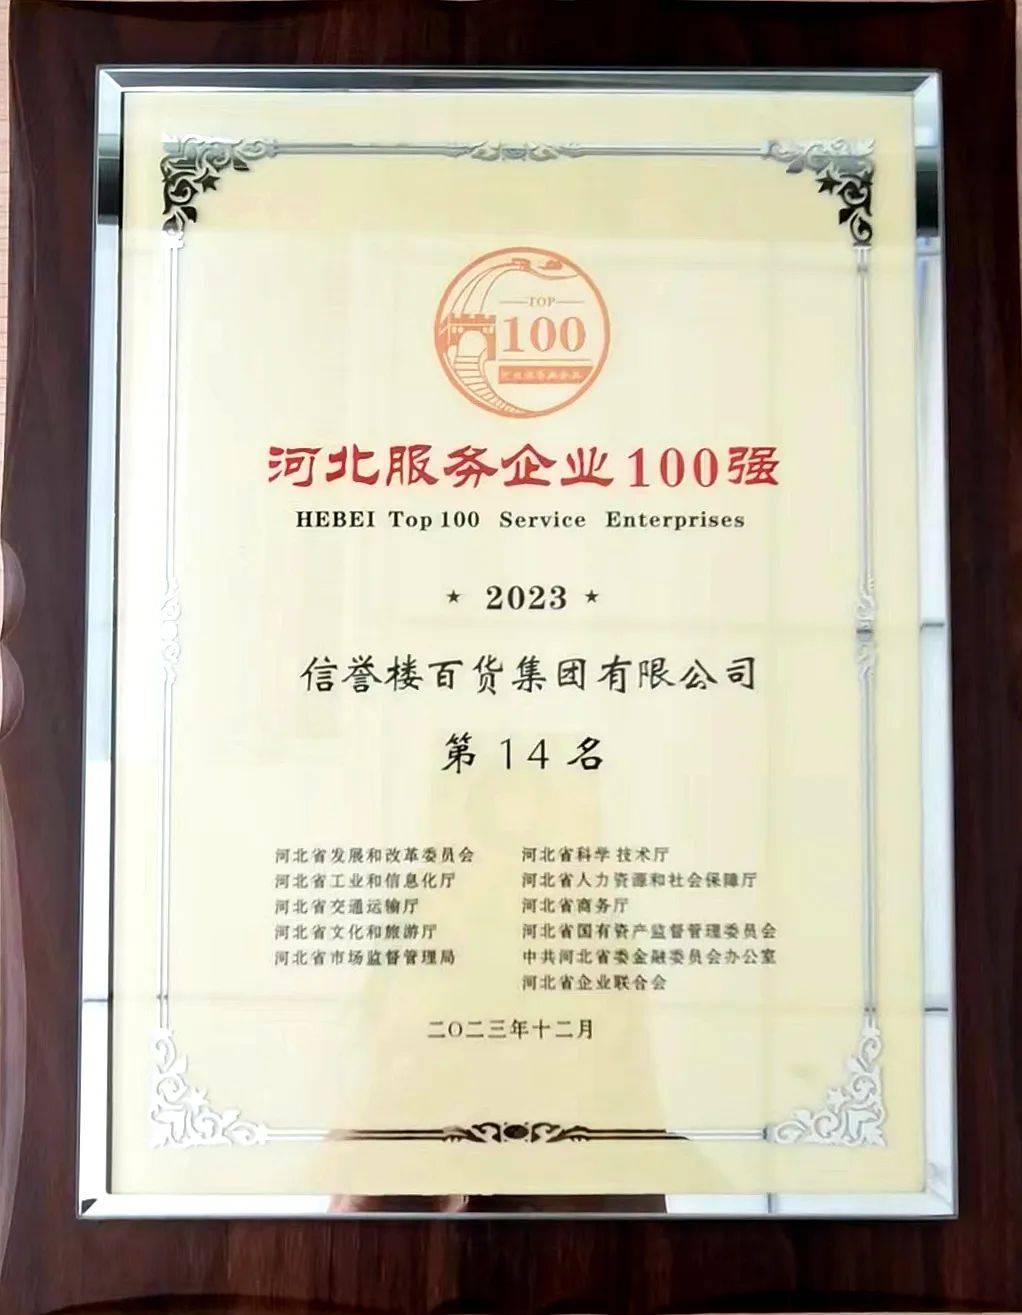 TOP
100
河北服务企业100强
HEBEI Top 100 Service Enterprises
★ 2023 ★
信誉楼百货集团有限公司
第 14 名
河北省发展和改革委员会
河北省工业和信息化厅
河北省交通运输厅
河北省文化和旅游厅
河北省市场监督管理局
河北省科学技术厅
河北省人力资源和社会保障厅
河北省商务厅
河北省国有资产监督管理委员会
中共河北省委金融委员会办公室
河北省企业联合会
二〇二三年十二月